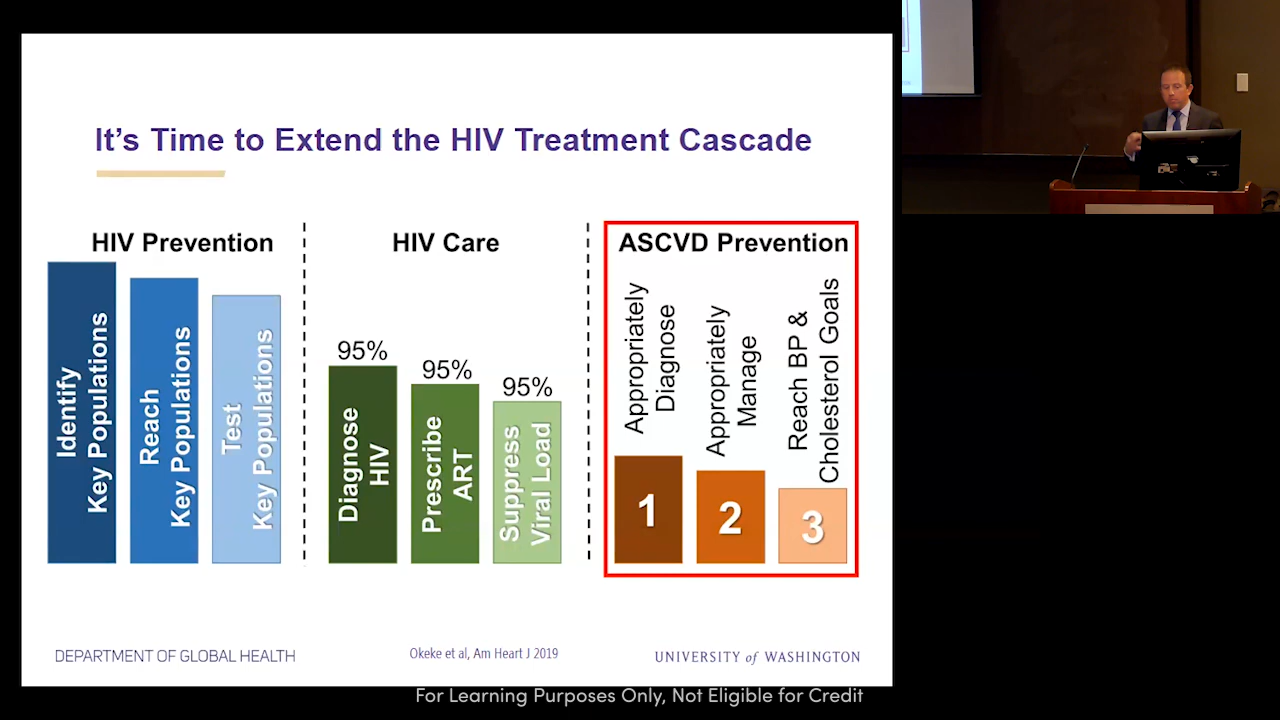 It's Time to Extend the HIV Treatment Cascade
HIV Prevention
Identify
Key Populations
Reach
Key Populations
Test
Key Populations
HIV Care
95%
Diagnose
HIV
95%
Prescribe
ART
95%
Suppress
Viral Load
ASCVD Prevention
Appropriately
Diagnose
1
Appropriately
Manage
2
Reach BP &
Cholesterol Goals
3
DEPARTMENT OF GLOBAL HEALTH
Okeke et al, Am Heart J 2019
UNIVERSITY of WASHINGTON
For Learning Purposes Only, Not Eligible for Credit